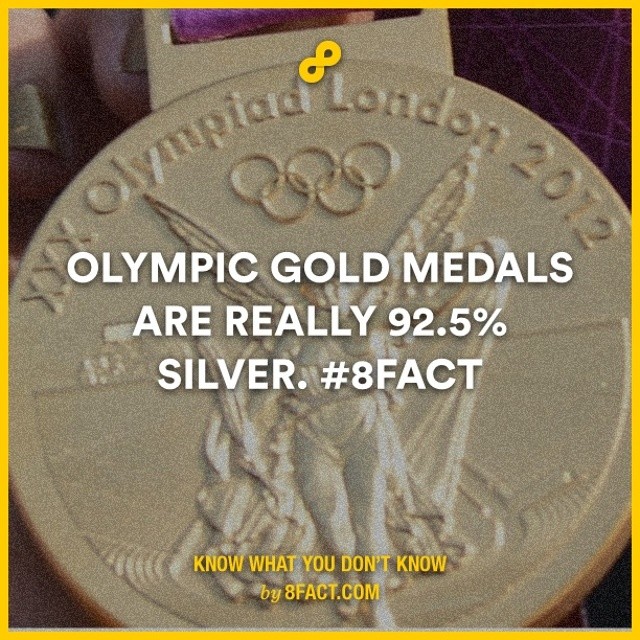 XXX Olympiad London 2012
OLYMPIC GOLD MEDALS
ARE REALLY 92.5%
SILVER. #8FACT
KNOW WHAT YOU DON'T KNOW
by 8FACT.COM